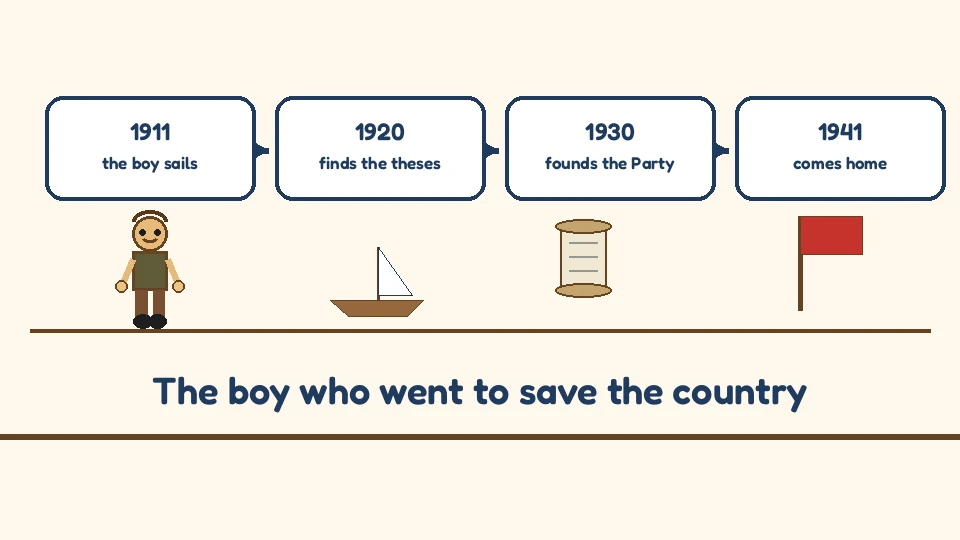 1911
the boy sails
1920
finds the theses
1930
founds the Party
1941
comes home
The boy who went to save the country